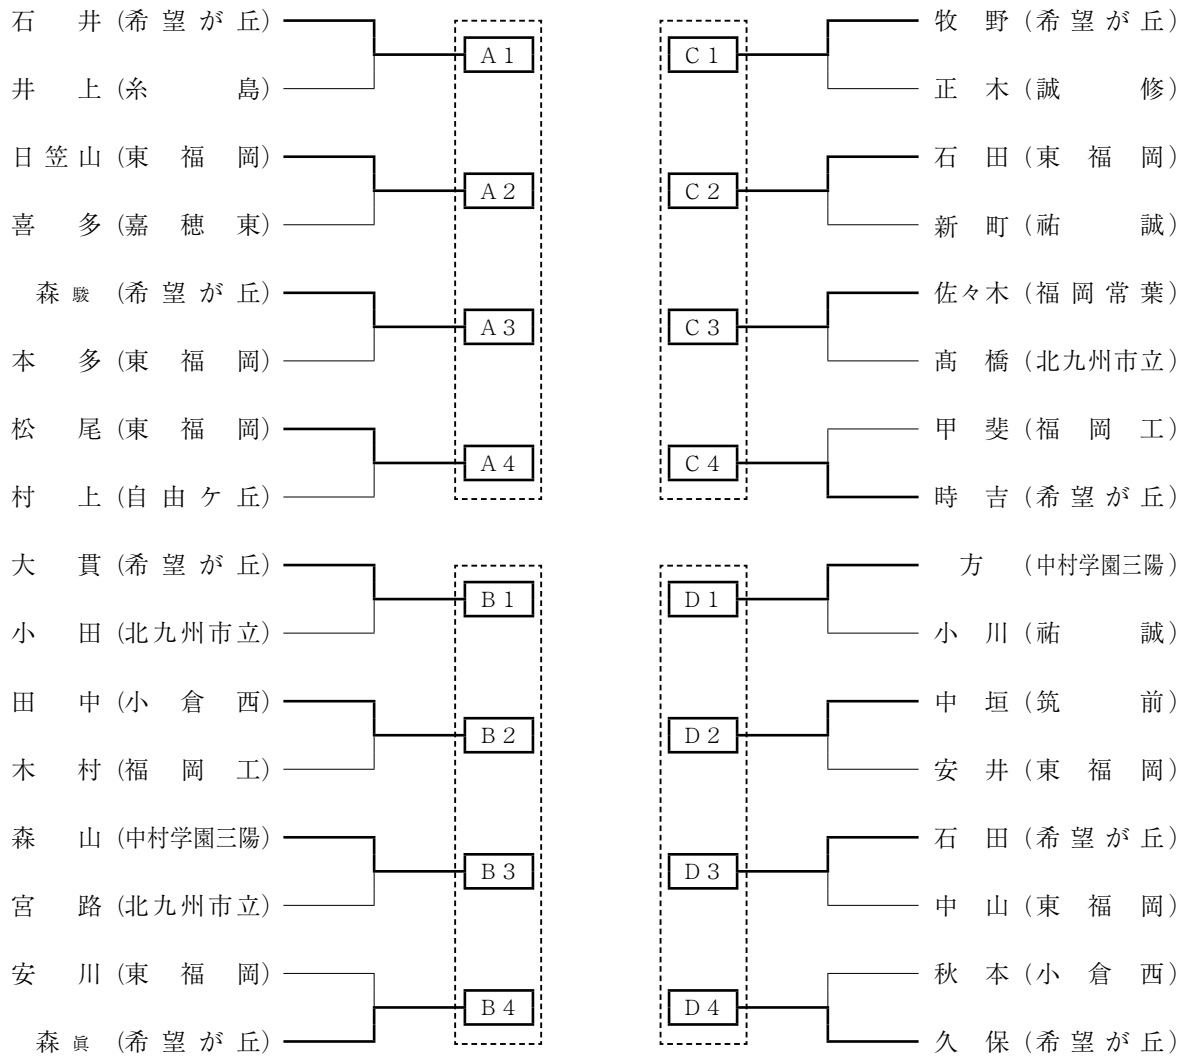 石井(希望が丘)
A1
井上(糸島)
日笠山(東福岡)
A2
喜多(嘉穂東)
森駿(希望が丘)
A3
本多(東福岡)
松尾(東福岡)
A4
村上(自由ケ丘)
大貫(希望が丘)
B1
小田(北九州市立)
田中(小倉西)
B2
木村(福岡工)
森山(中村学園三陽)
B3
宮路(北九州市立)
安川(東福岡)
B4
森眞(希望が丘)
牧野(希望が丘)
C1
正木(誠修)
石田(東福岡)
C2
新町(祐誠)
佐々木(福岡常葉)
C3
髙橋(北九州市立)
甲斐(福岡工)
C4
時吉(希望が丘)
方(中村学園三陽)
D1
小川(祐誠)
中垣(筑前)
D2
安井(東福岡)
石田(希望が丘)
D3
中山(東福岡)
秋本(小倉西)
D4
久保(希望が丘)